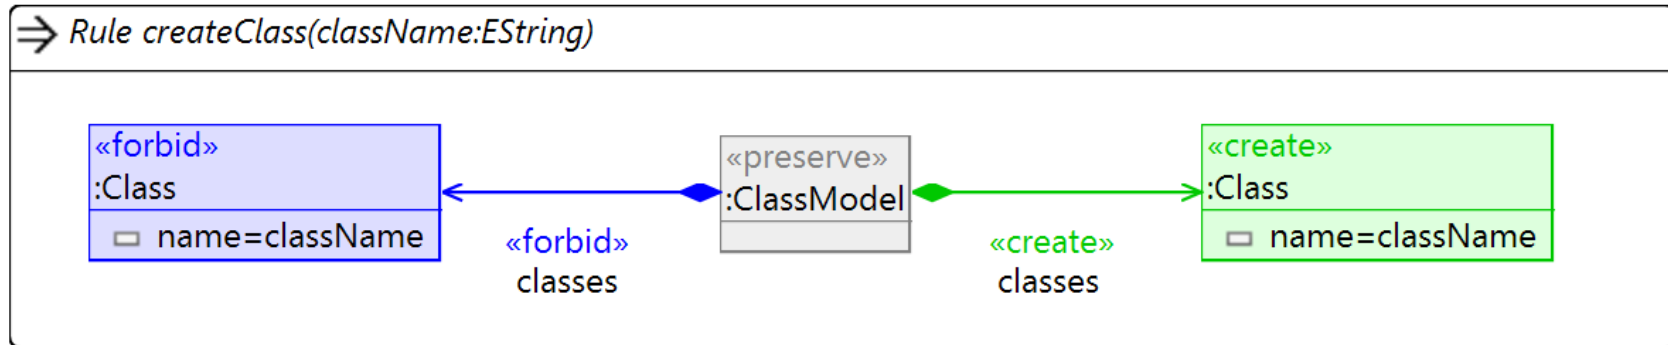 Rule createClass(className:EString)
«forbid»
:Class
name=className
«forbid»
classes
«preserve»
:ClassModel
«create»
classes
«create»
:Class
name=className